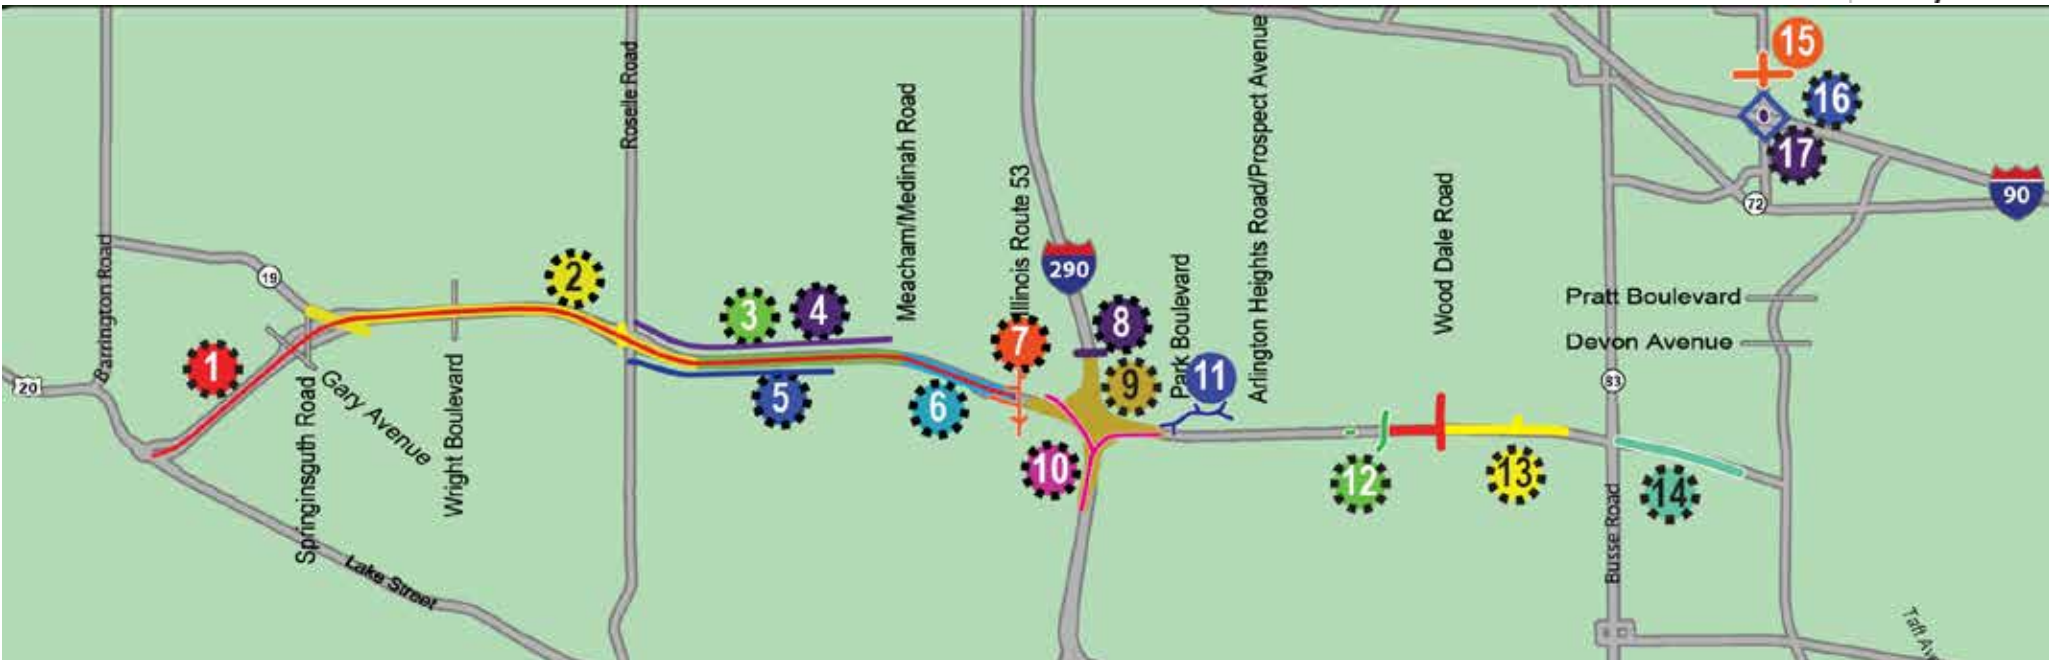 15
16
17
90
72
Roselle Road
Meacham/Medinah Road
Arlington Heights Road/Prospect Avenue
Illinois Route 53
Wood Dale Road
290
Park Boulevard
Barrington Road
19
2
3
4
8
Pratt Boulevard
Devon Avenue
1
7
9
11
20
5
6
83
Springinsguth Road
Gary Avenue
Wright Boulevard
10
12
13
14
Busse Road
Lake Street